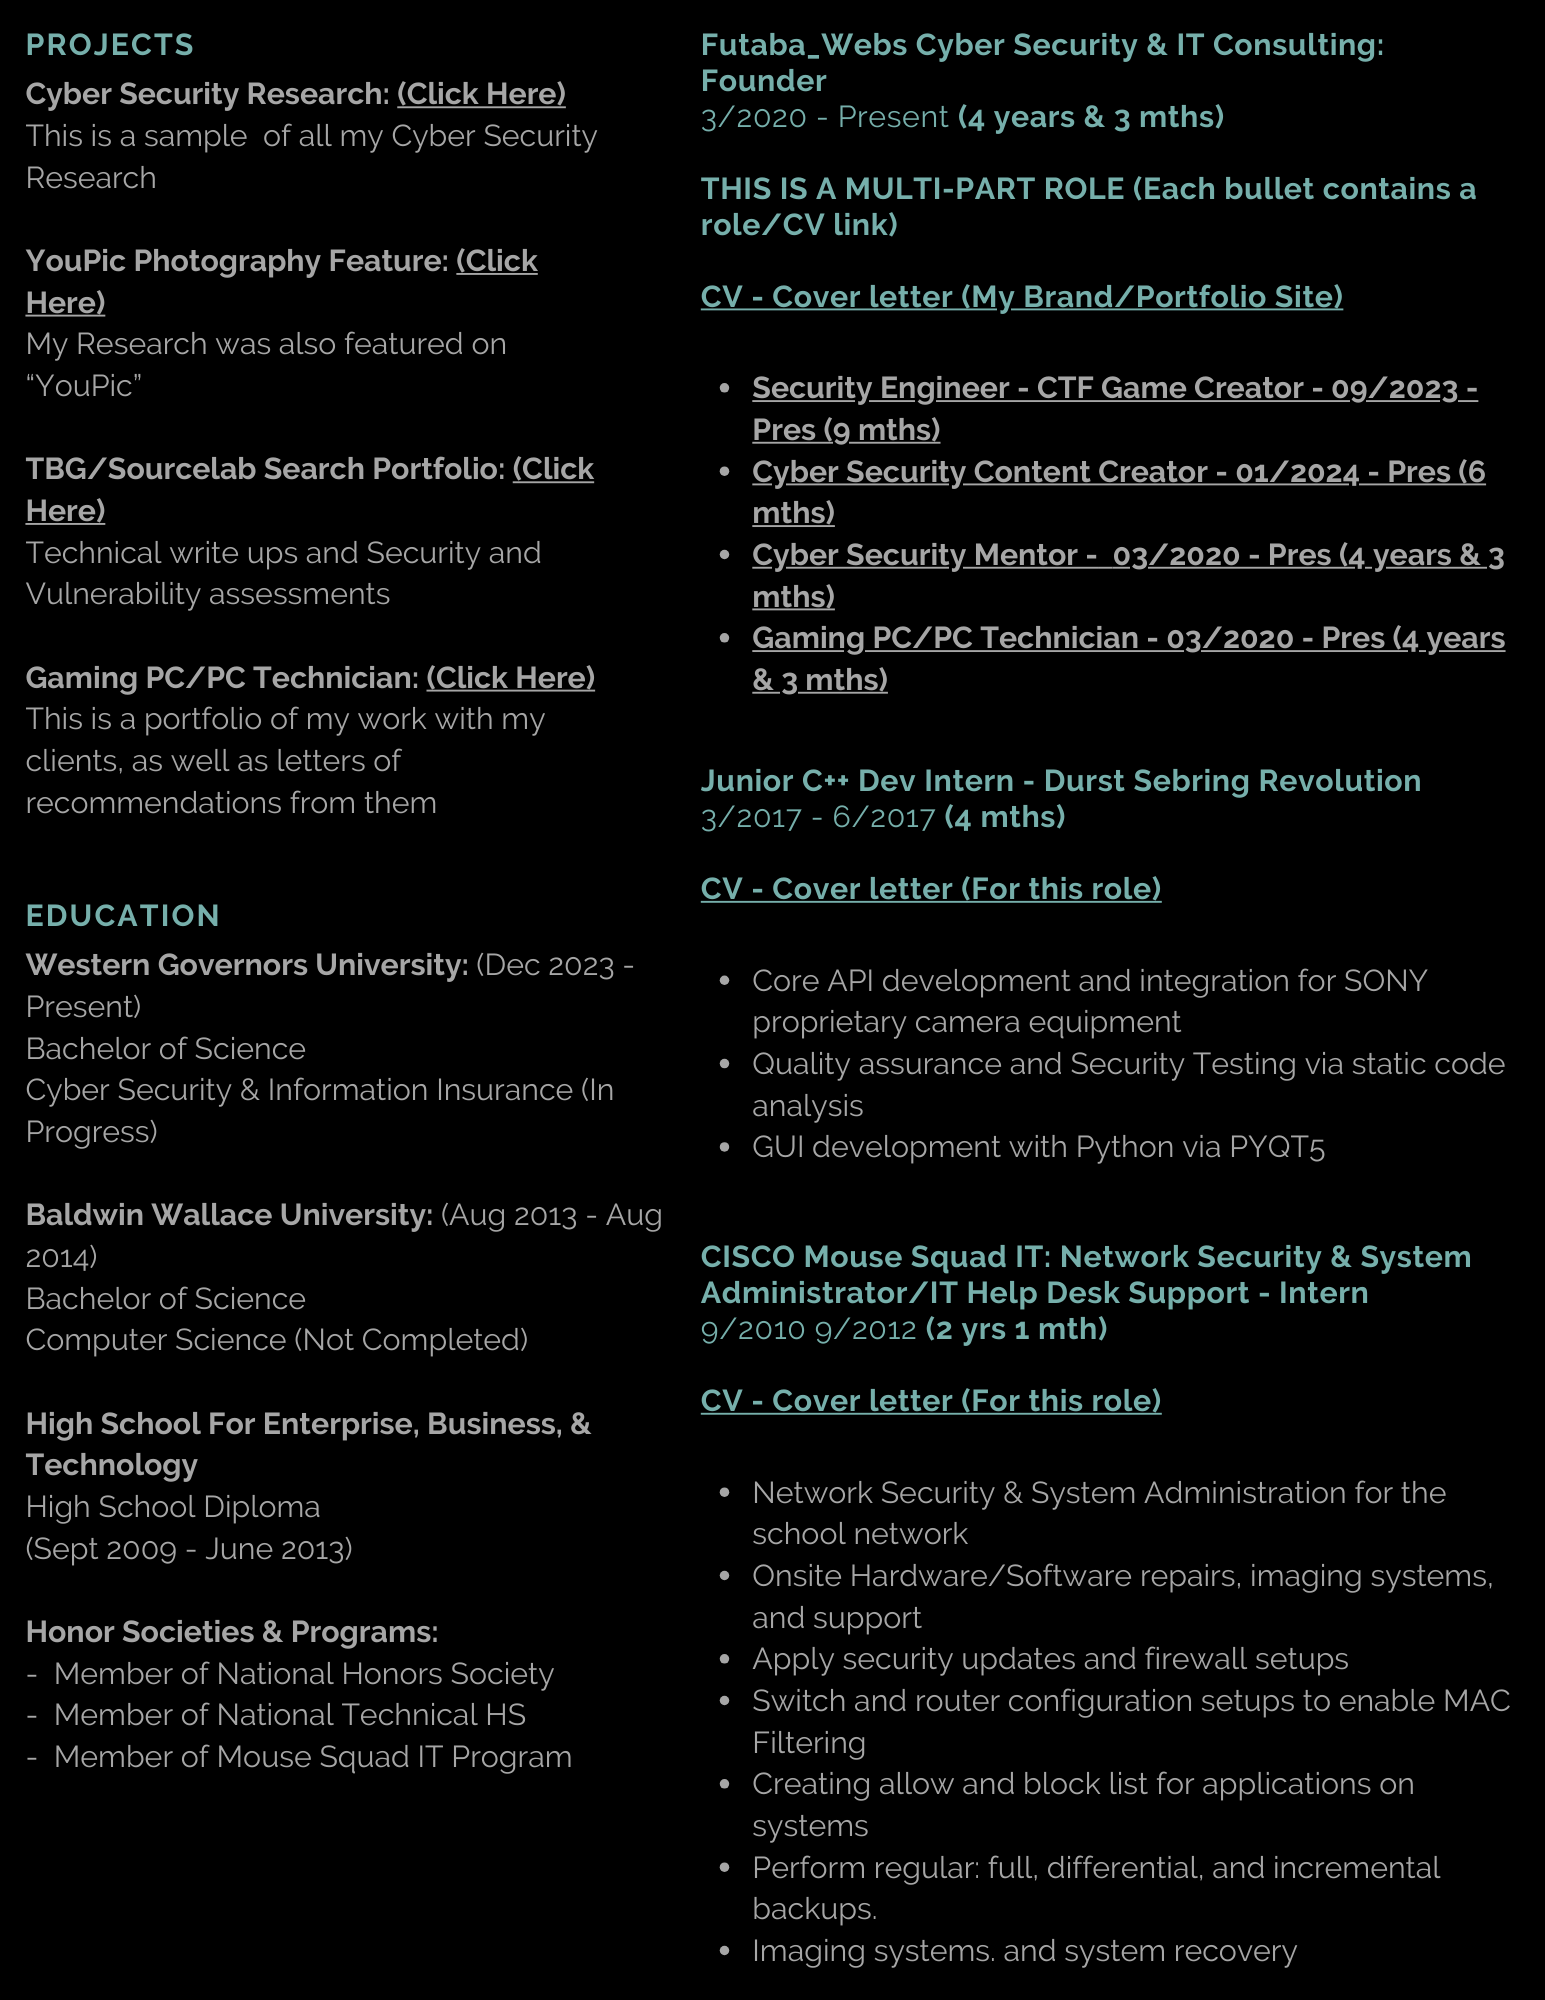 PROJECTS
Cyber Security Research: (Click Here)
This is a sample  of all my Cyber Security
Research
YouPic Photography Feature: (Click
Here)
My Research was also featured on
“YouPic”
TBG/Sourcelab Search Portfolio: (Click
Here)
Technical write ups and Security and
Vulnerability assessments
Gaming PC/PC Technician: (Click Here)
This is a portfolio of my work with my
clients, as well as letters of
recommendations from them
EDUCATION
Western Governors University: (Dec 2023 -
Present)
Bachelor of Science
Cyber Security & Information Insurance (In
Progress)
Baldwin Wallace University: (Aug 2013 - Aug
2014)
Bachelor of Science
Computer Science (Not Completed)
High School For Enterprise, Business, &
Technology
High School Diploma
(Sept 2009 - June 2013)
Honor Societies & Programs:
- Member of National Honors Society
- Member of National Technical HS
- Member of Mouse Squad IT Program
Futaba_Webs Cyber Security & IT Consulting:
Founder
3/2020 - Present (4 years & 3 mths)
THIS IS A MULTI-PART ROLE (Each bullet contains a
role/CV link)
CV - Cover letter (My Brand/Portfolio Site)
• Security Engineer - CTF Game Creator - 09/2023 -
Pres (9 mths)
• Cyber Security Content Creator - 01/2024 - Pres (6
mths)
• Cyber Security Mentor -  03/2020 - Pres (4 years & 3
mths)
• Gaming PC/PC Technician - 03/2020 - Pres (4 years
& 3 mths)
Junior C++ Dev Intern - Durst Sebring Revolution
3/2017 - 6/2017 (4 mths)
CV - Cover letter (For this role)
• Core API development and integration for SONY
proprietary camera equipment
• Quality assurance and Security Testing via static code
analysis
• GUI development with Python via PYQT5
CISCO Mouse Squad IT: Network Security & System
Administrator/IT Help Desk Support - Intern
9/2010 9/2012 (2 yrs 1 mth)
CV - Cover letter (For this role)
• Network Security & System Administration for the
school network
• Onsite Hardware/Software repairs, imaging systems,
and support
• Apply security updates and firewall setups
• Switch and router configuration setups to enable MAC
Filtering
• Creating allow and block list for applications on
systems
• Perform regular: full, differential, and incremental
backups.
• Imaging systems. and system recovery